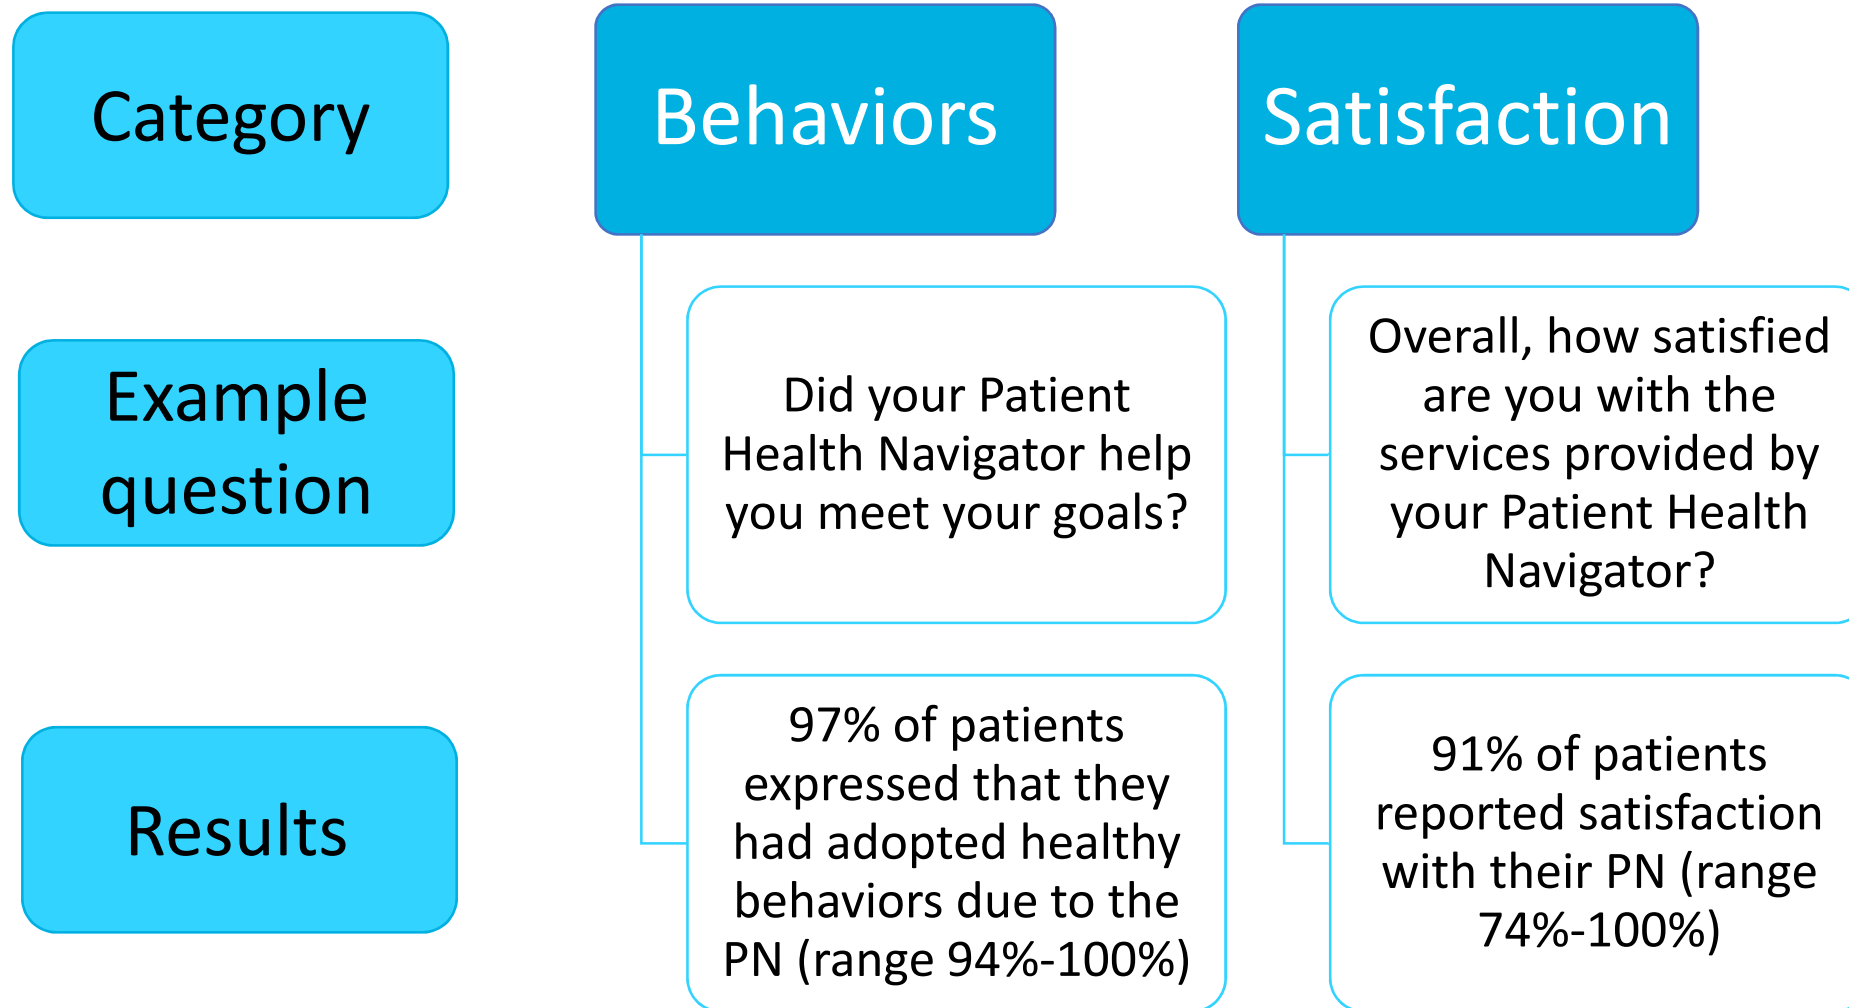 Category
Behaviors
Satisfaction
Example
question
Did your Patient
Health Navigator help
you meet your goals?
Overall, how satisfied
are you with the
services provided by
your Patient Health
Navigator?
Results
97% of patients
expressed that they
had adopted healthy
behaviors due to the
PN (range 94%-100%)
91% of patients
reported satisfaction
with their PN (range
74%-100%)